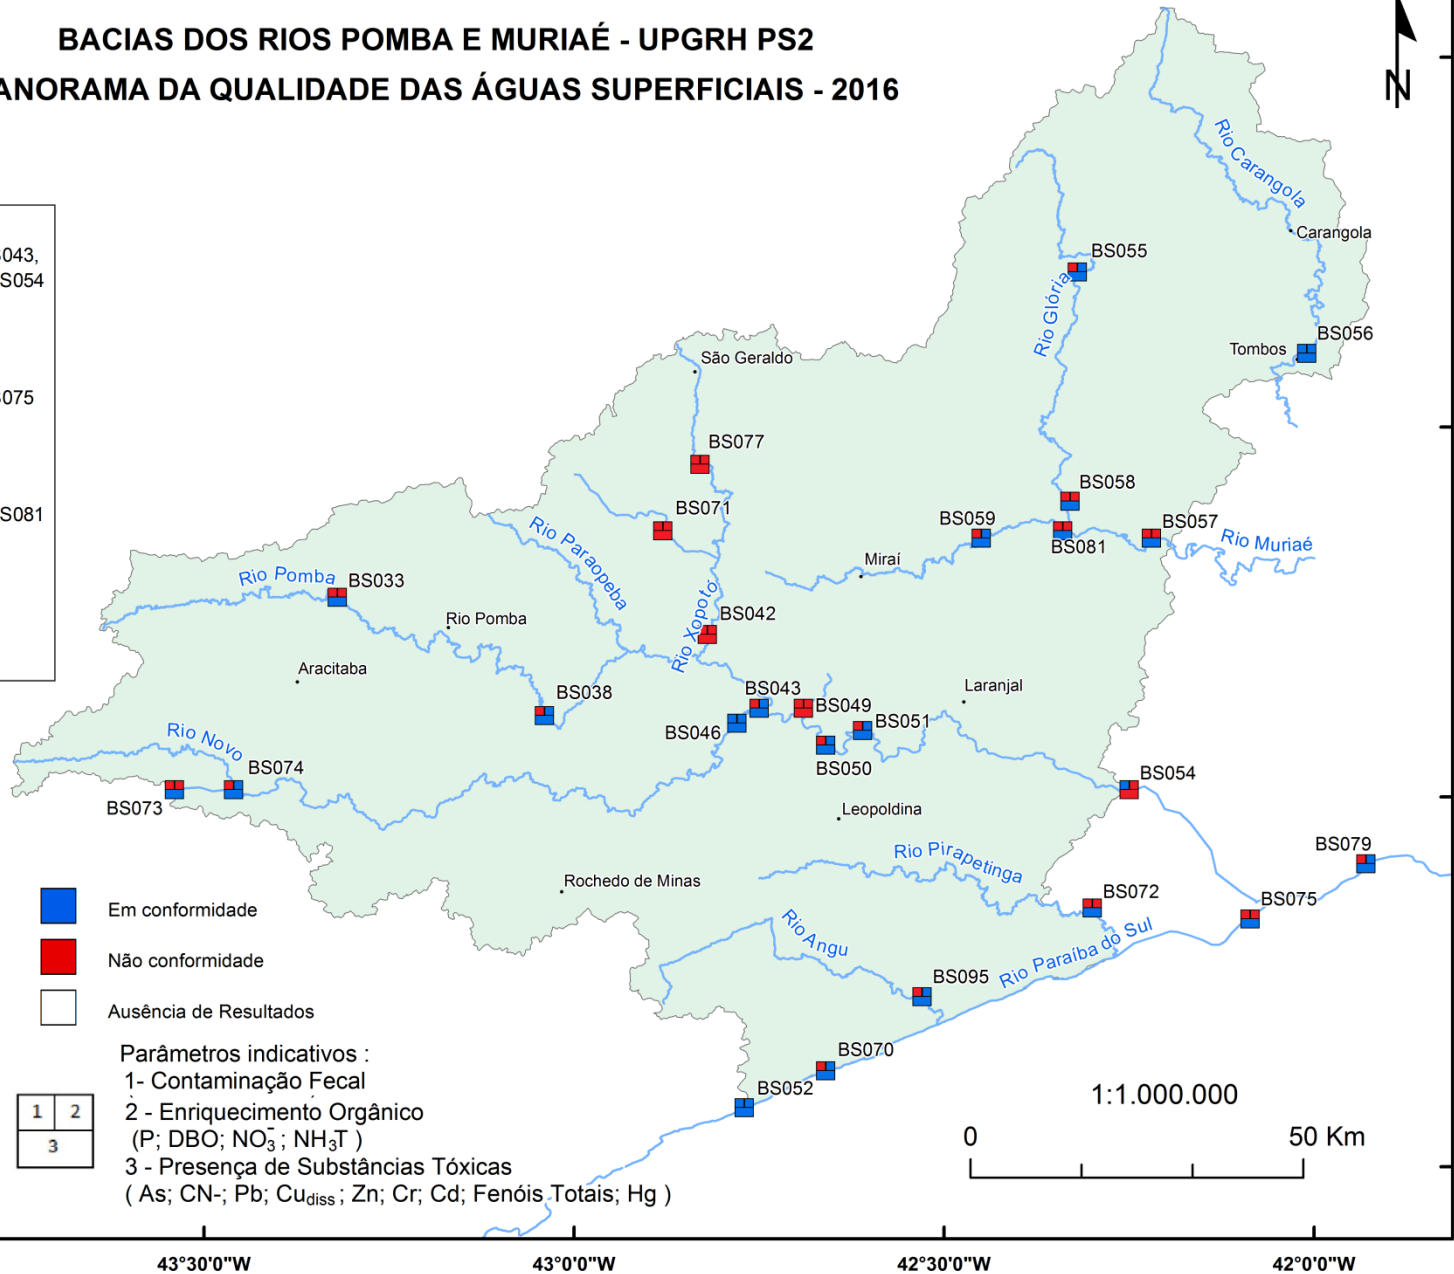 BACIAS DOS RIOS POMBA E MURIAÉ - UPGRH PS2
ANORAMA DA QUALIDADE DAS ÁGUAS SUPERFICIAIS - 2016
N
043,
S054
075
S081
Rio Carangola
Carangola
BS055
Rio Glória
BS056
Tombos
São Geraldo
BS077
BS071
BS058
BS059
BS057
BS081
Rio Muriaé
Miraí
Rio Paraopeba
Rio Pomba
BS033
Rio Pomba
Rio Xopotó
BS042
Aracitaba
BS038
BS043
BS049
Laranjal
BS046
BS051
BS050
Rio Novo
BS074
BS073
BS054
Leopoldina
BS079
Rio Pirapetinga
Rochedo de Minas
BS072
BS075
Rio Angu
Rio Paraíba do Sul
BS095
BS070
BS052
Em conformidade
Não conformidade
Ausência de Resultados
Parâmetros indicativos :
1- Contaminação Fecal
2 - Enriquecimento Orgânico
(P; DBO; NO₃⁻; NH₃T )
3 - Presença de Substâncias Tóxicas
( As; CN-; Pb; Cu diss ; Zn; Cr; Cd; Fenóis Totais; Hg )
1 2
3
1:1.000.000
0 50 Km
43°30'0"W 43°0'0"W 42°30'0"W 42°0'0"W